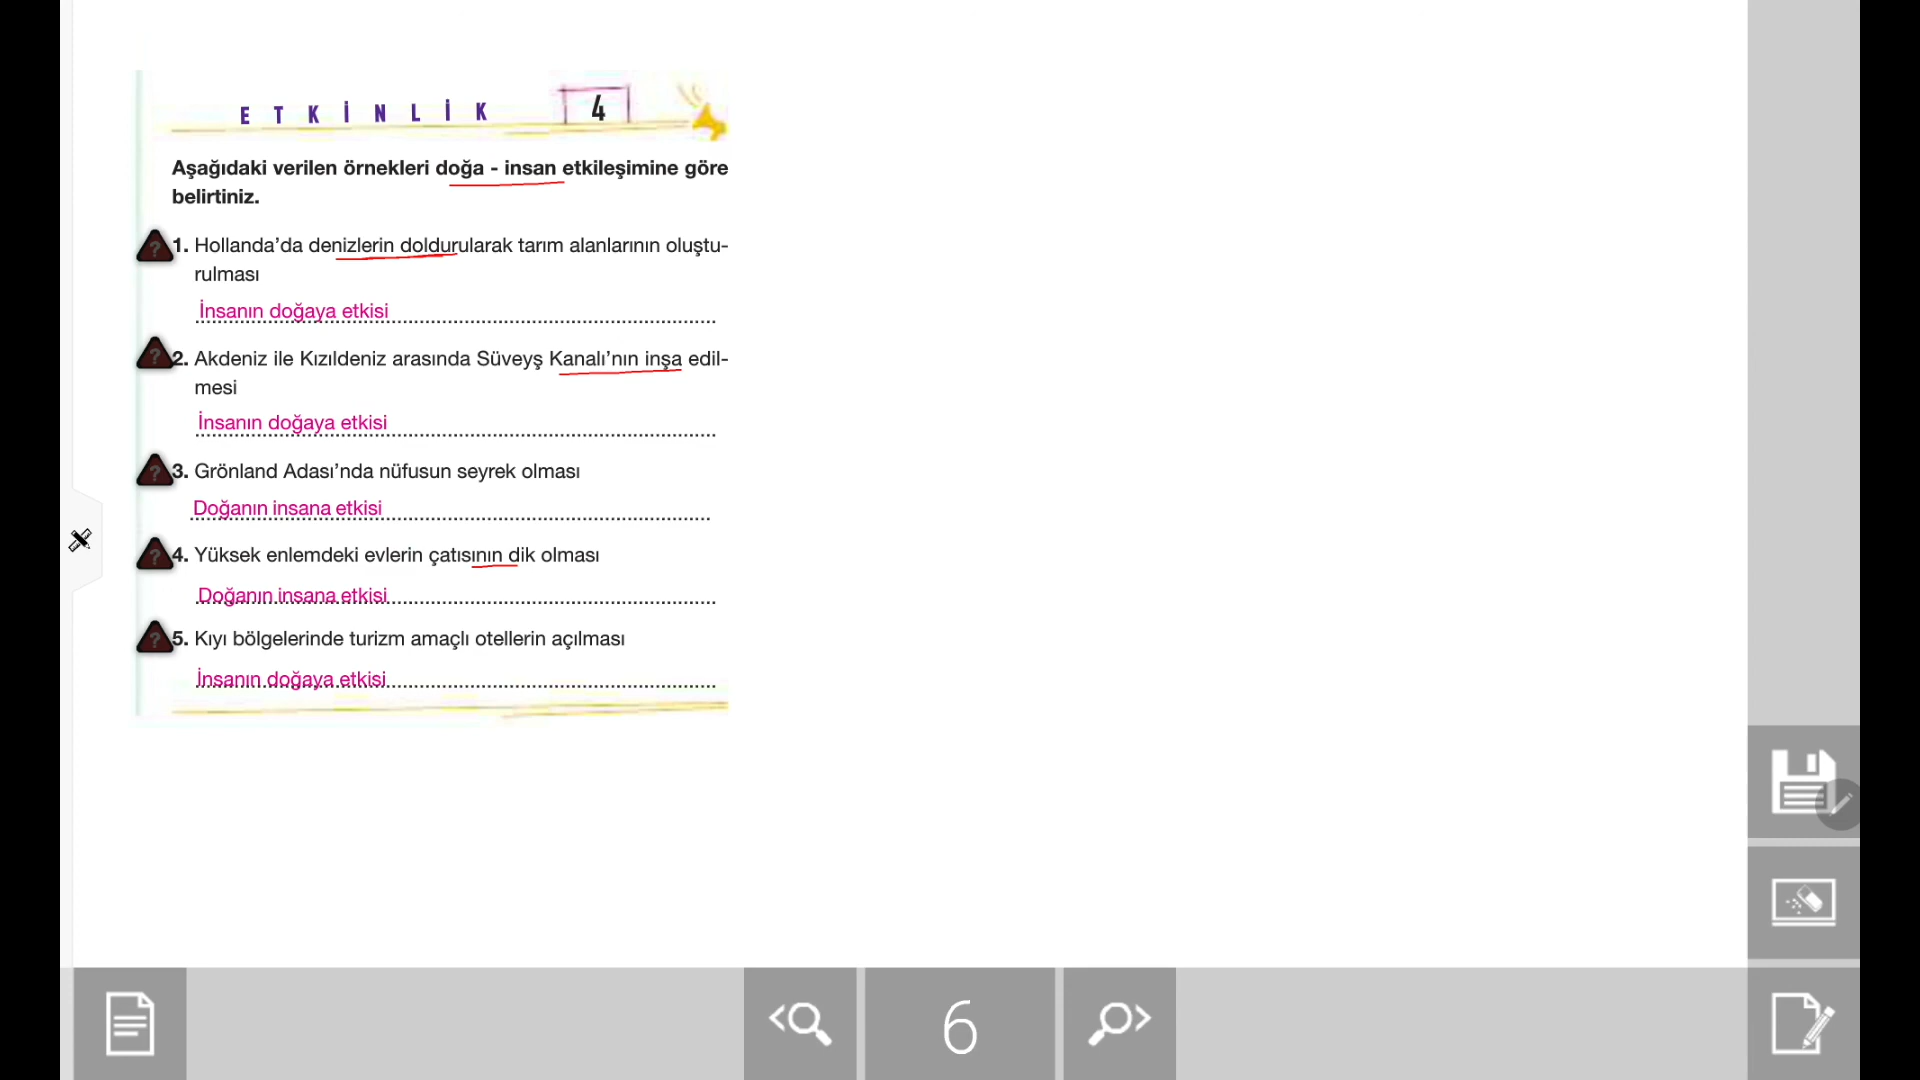 ETKİNLİK 4
Aşağıdaki verilen örnekleri doğa - insan etkileşimine göre
belirtiniz.
1. Hollanda’da denizlerin doldurularak tarım alanlarının oluştu-
rulması
İnsanın doğaya etkisi
2. Akdeniz ile Kızıldeniz arasında Süveyş Kanalı’nın inşa edil-
mesi
İnsanın doğaya etkisi
3. Grönland Adası’nda nüfusun seyrek olması
Doğanın insana etkisi
4. Yüksek enlemdeki evlerin çatısının dik olması
Doğanın insana etkisi
5. Kıyı bölgelerinde turizm amaçlı otellerin açılması
İnsanın doğaya etkisi
6